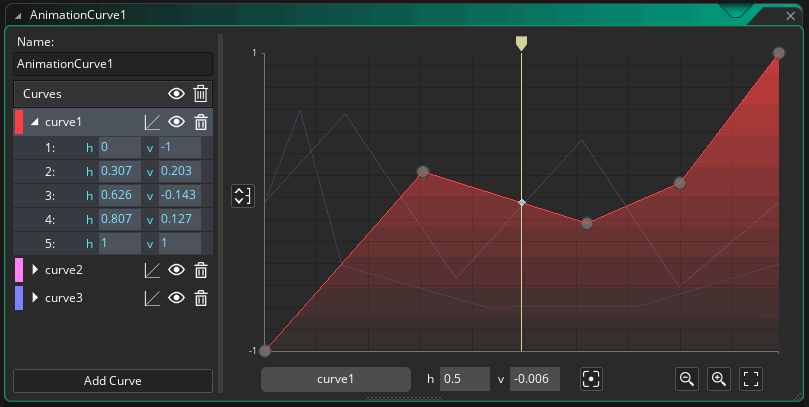 AnimationCurve1
Name:
AnimationCurve1
Curves
curve1
1: h 0 v -1
2: h 0.307 v 0.203
3: h 0.626 v -0.143
4: h 0.807 v 0.127
5: h 1 v 1
curve2
curve3
Add Curve
1
-1
curve1 h 0.5 v -0.006